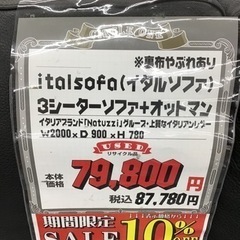 ※裏布やぶれあり
italsofa(イタルソファ)
3シーターソファ+オットマン
イタリアブランド「Natuzzi」グループ・上質なイタリアンレザー
W2000×D 900×H 780
USED
リサイクル品
本体価格 79,800円
税込 87,780円
期間限定
SALE
10%